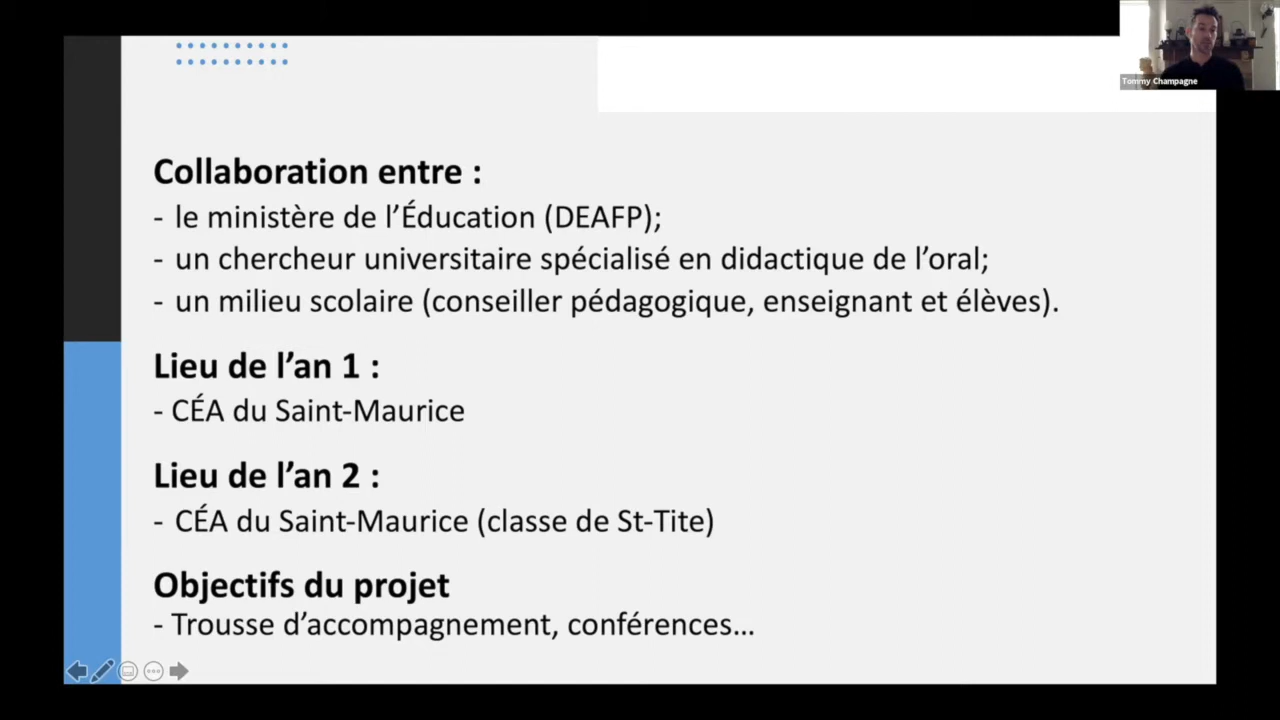 Tommy Champagne
Collaboration entre :
- le ministère de l’Éducation (DEAFP);
- un chercheur universitaire spécialisé en didactique de l’oral;
- un milieu scolaire (conseiller pédagogique, enseignant et élèves).
Lieu de l’an 1 :
- CÉA du Saint-Maurice
Lieu de l’an 2 :
- CÉA du Saint-Maurice (classe de St-Tite)
Objectifs du projet
- Trousse d’accompagnement, conférences…